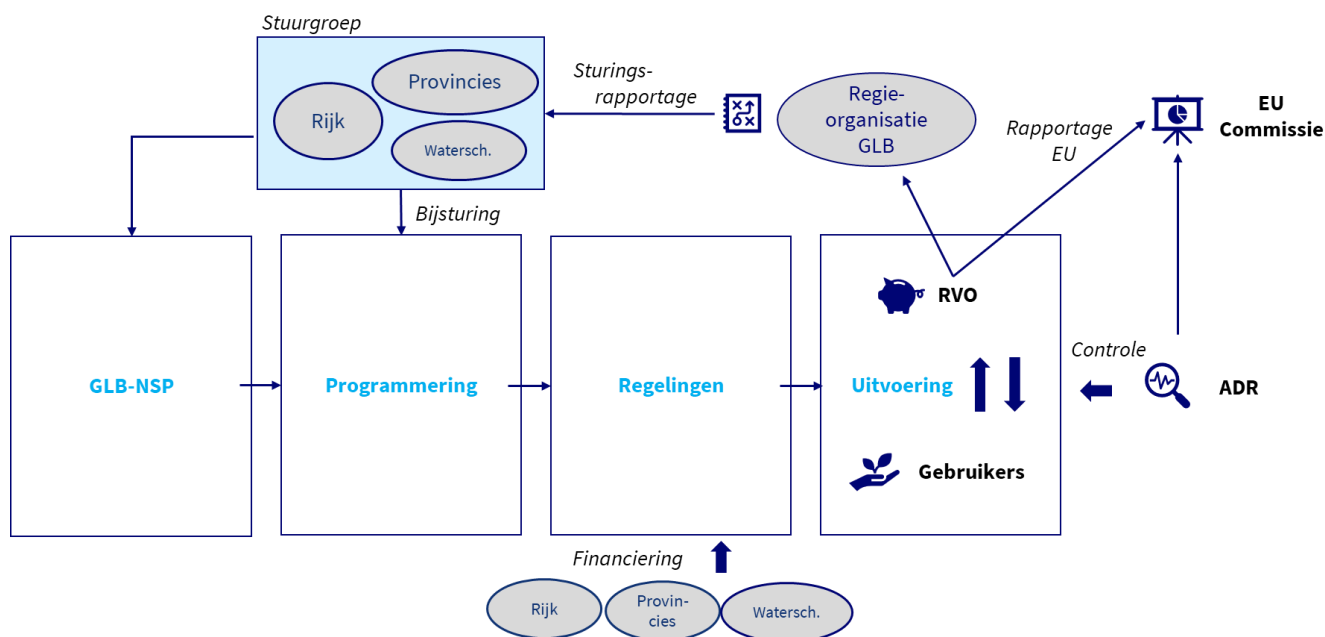 Stuurgroep
Rijk
Provincies
Watersch.
Sturings-
rapportage
Regie-
organisatie
GLB
Rapportage
EU
EU
Commissie
Bijsturing
GLB-NSP
Programmering
Regelingen
Uitvoering
RVO
Gebruikers
Controle
ADR
Financiering
Rijk
Provin-
cies
Watersch.